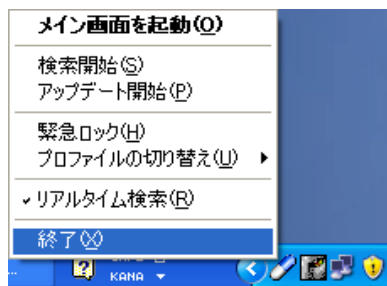 メイン画面を起動(O)
検索開始(S)
アップデート開始(P)
緊急ロック(H)
プロファイルの切り替え(U)
リアルタイム検索(R)
終了(X)
...
KANA